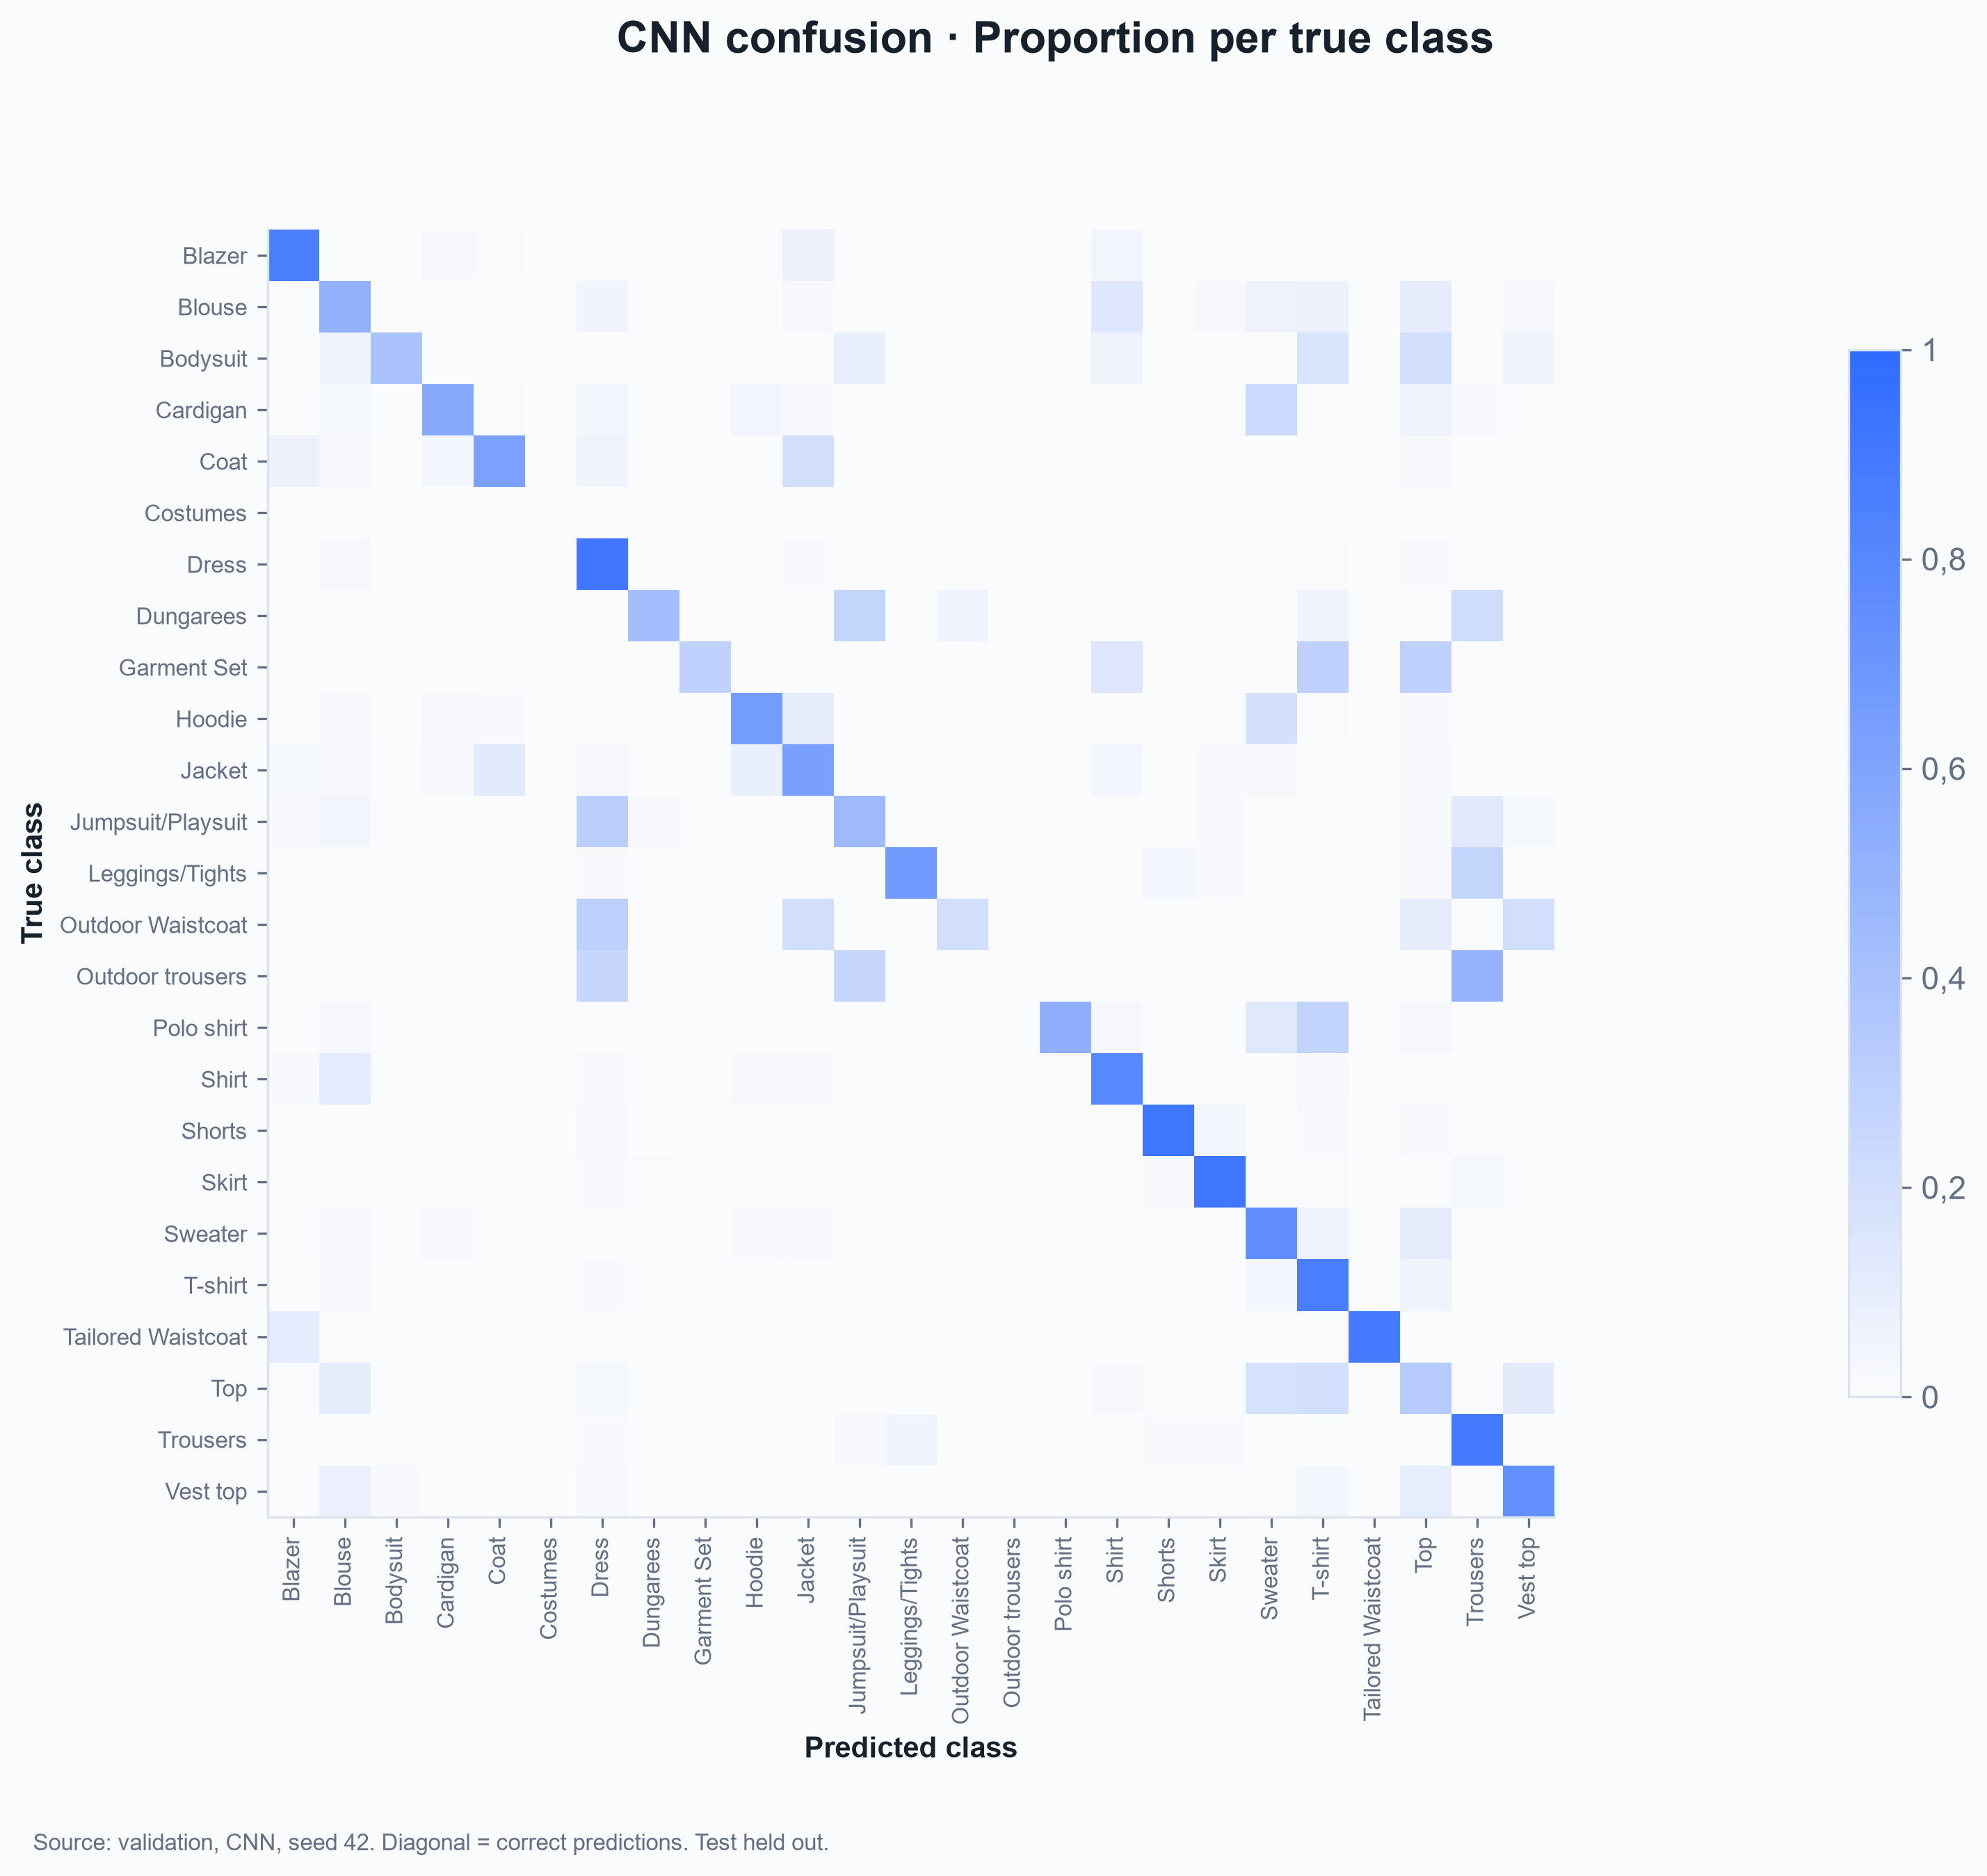 CNN confusion · Proportion per true class
Blazer
Blouse
Bodysuit
Cardigan
Coat
Costumes
Dress
Dungarees
Garment Set
Hoodie
Jacket
Jumpsuit/Playsuit
Leggings/Tights
Outdoor Waistcoat
Outdoor trousers
Polo shirt
Shirt
Shorts
Skirt
Sweater
T-shirt
Tailored Waistcoat
Top
Trousers
Vest top
True class
Blazer
Blouse
Bodysuit
Cardigan
Coat
Costumes
Dress
Dungarees
Garment Set
Hoodie
Jacket
Jumpsuit/Playsuit
Leggings/Tights
Outdoor Waistcoat
Outdoor trousers
Polo shirt
Shirt
Shorts
Skirt
Sweater
T-shirt
Tailored Waistcoat
Top
Trousers
Vest top
Predicted class
1
0,8
0,6
0,4
0,2
0
Source: validation, CNN, seed 42. Diagonal = correct predictions. Test held out.